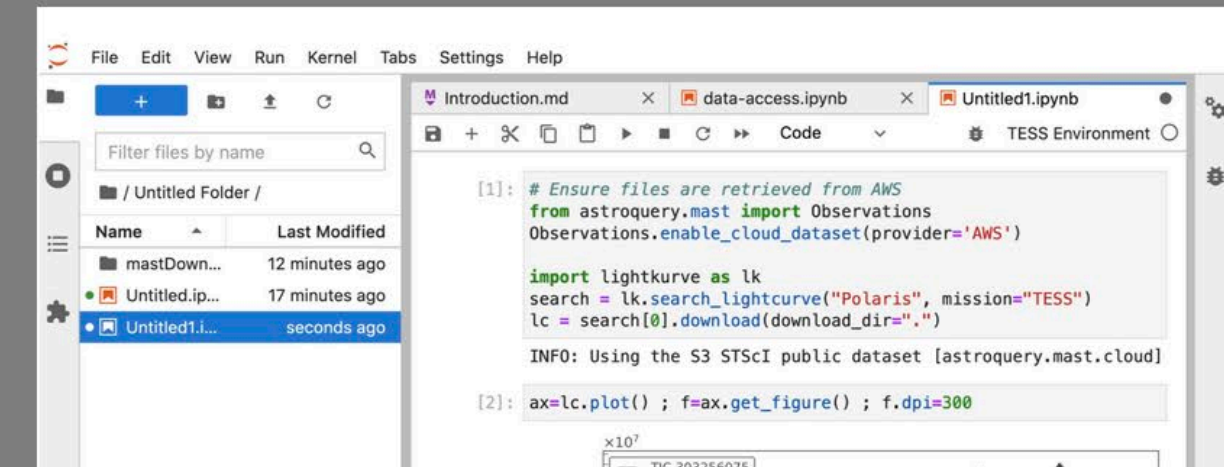 File Edit View Run Kernel Tabs Settings Help
+
Filter files by name
/ Untitled Folder /
Name Last Modified
mastDown... 12 minutes ago
Untitled.ip... 17 minutes ago
Untitled1.i... seconds ago
Introduction.md data-access.ipynb Untitled1.ipynb
Code TESS Environment
[1]: # Ensure files are retrieved from AWS
from astroquery.mast import Observations
Observations.enable_cloud_dataset(provider='AWS')
import lightkurve as lk
search = lk.search_lightcurve("Polaris", mission="TESS")
lc = search[0].download(download_dir=".")
INFO: Using the S3 STScI public dataset [astroquery.mast.cloud]
[2]: ax=lc.plot() ; f=ax.get_figure() ; f.dpi=300
×10⁷
TIC 303256075